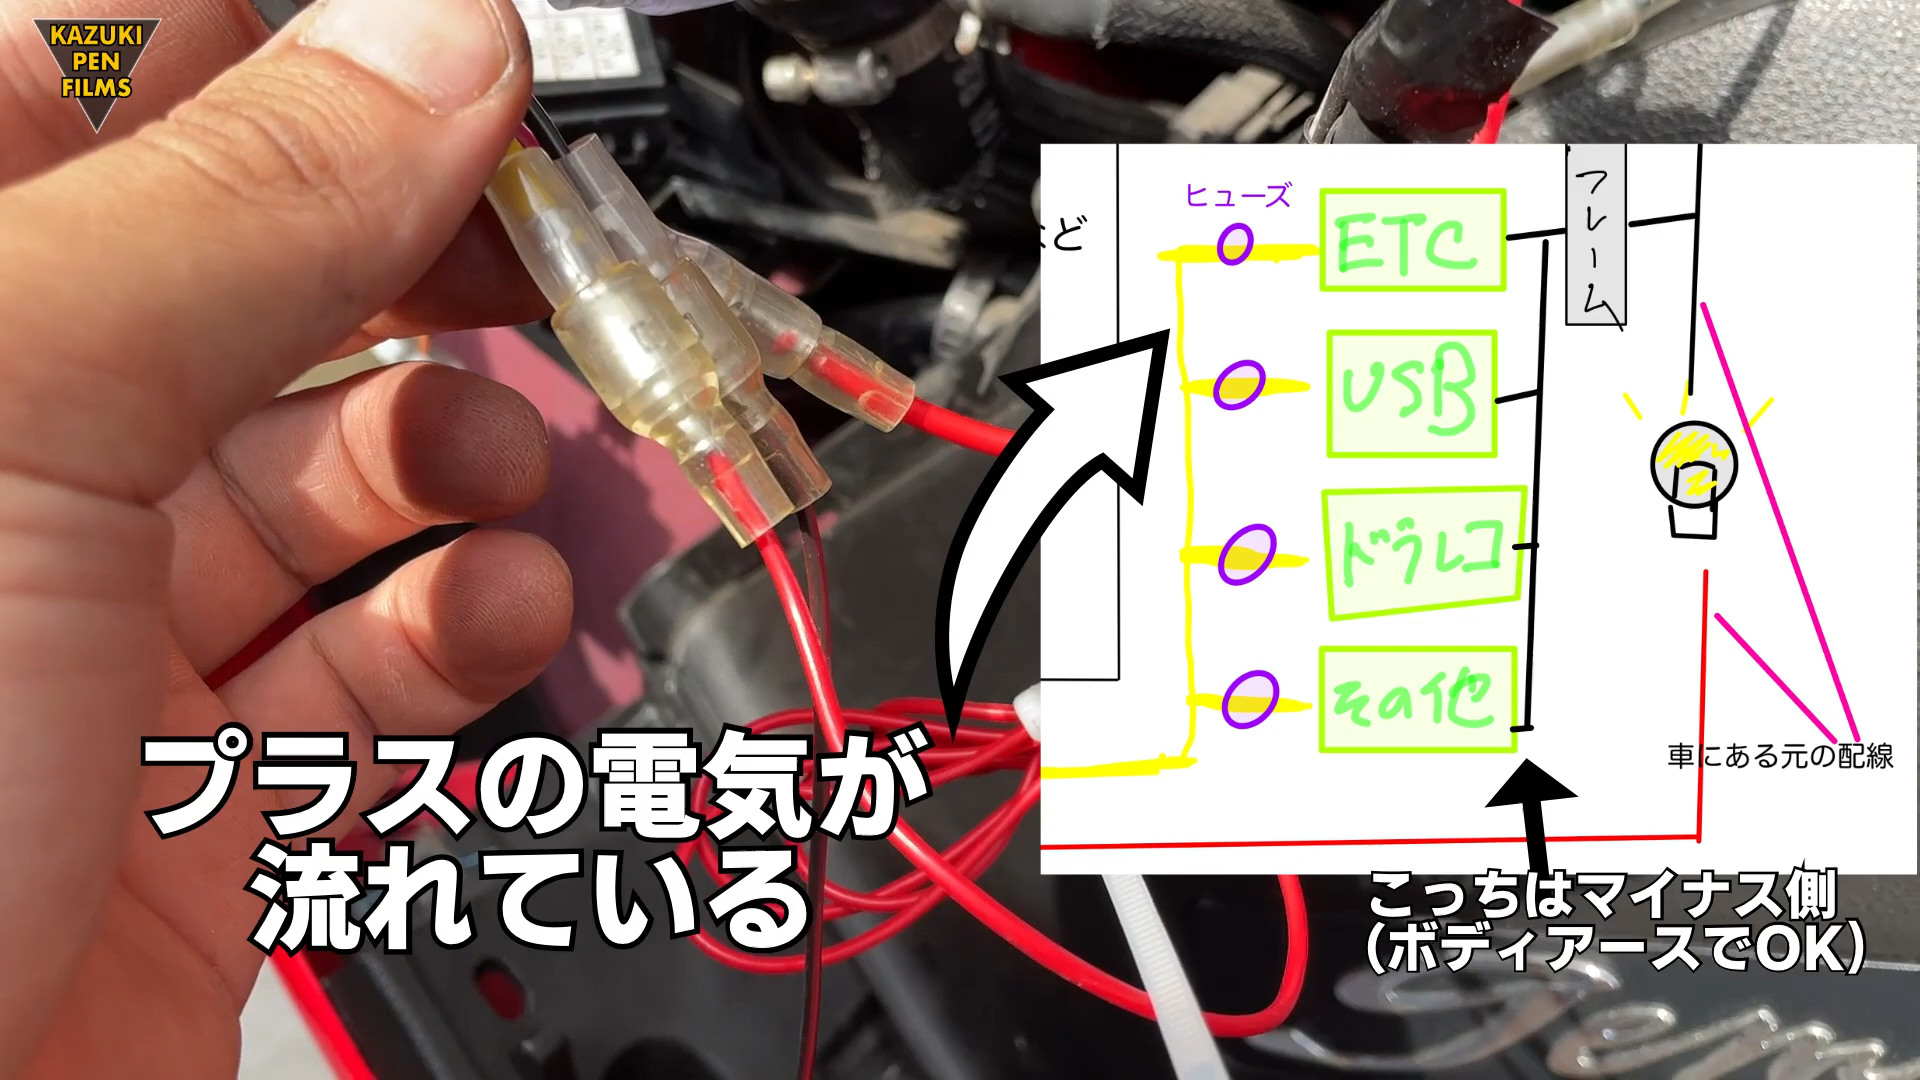 KAZUKI
PEN
FILMS
ヒューズ
ETC
フレーム
など
USB
ドラレコ
その他
車にある元の配線
プラスの電気が
流れている
こっちはマイナス側
(ボディアースでOK)